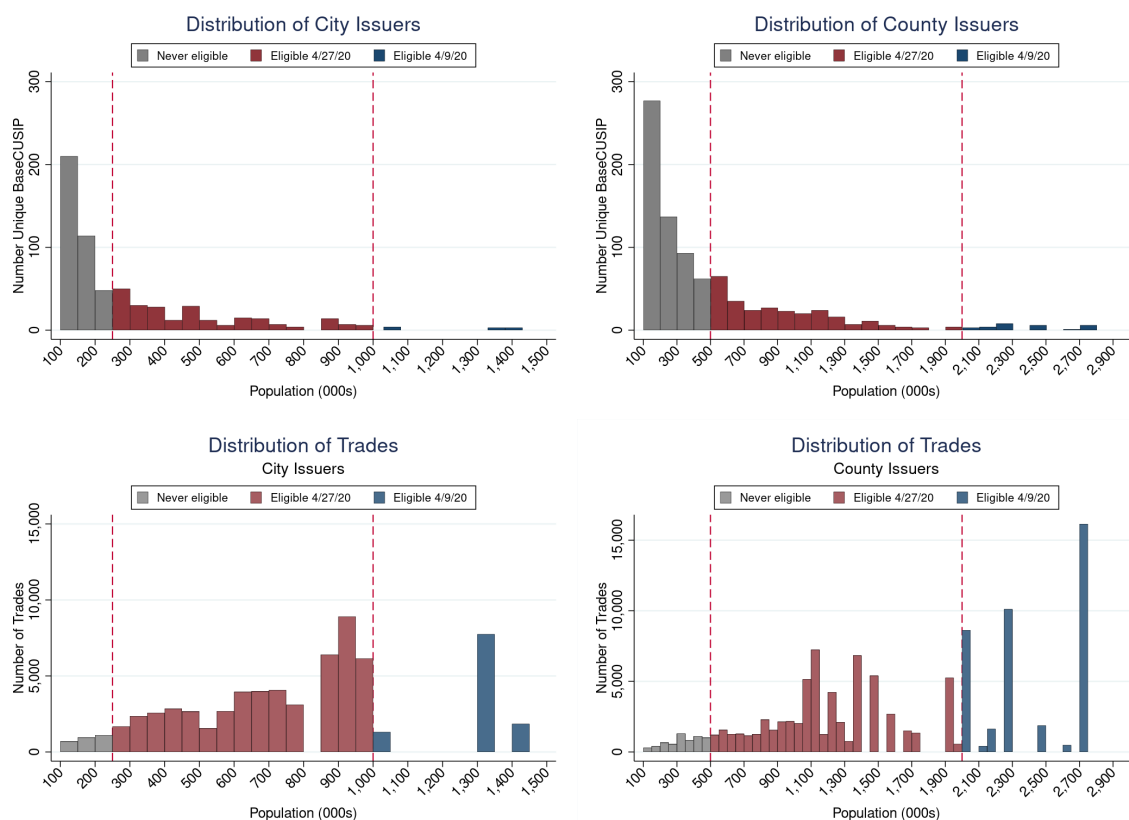 Distribution of City Issuers
Never eligible Eligible 4/27/20 Eligible 4/9/20
Number Unique BaseCUSIP
300
200
100
0
100 200 300 400 500 600 700 800 900 1,000 1,100 1,200 1,300 1,400 1,500
Population (000s)
Distribution of County Issuers
Never eligible Eligible 4/27/20 Eligible 4/9/20
Number Unique BaseCUSIP
300
200
100
0
100 300 500 700 900 1,100 1,300 1,500 1,700 1,900 2,100 2,300 2,500 2,700 2,900
Population (000s)
Distribution of Trades
City Issuers
Never eligible Eligible 4/27/20 Eligible 4/9/20
Number of Trades
15,000
10,000
5,000
0
100 200 300 400 500 600 700 800 900 1,000 1,100 1,200 1,300 1,400 1,500
Population (000s)
Distribution of Trades
County Issuers
Never eligible Eligible 4/27/20 Eligible 4/9/20
Number of Trades
15,000
10,000
5,000
0
100 300 500 700 900 1,100 1,300 1,500 1,700 1,900 2,100 2,300 2,500 2,700 2,900
Population (000s)